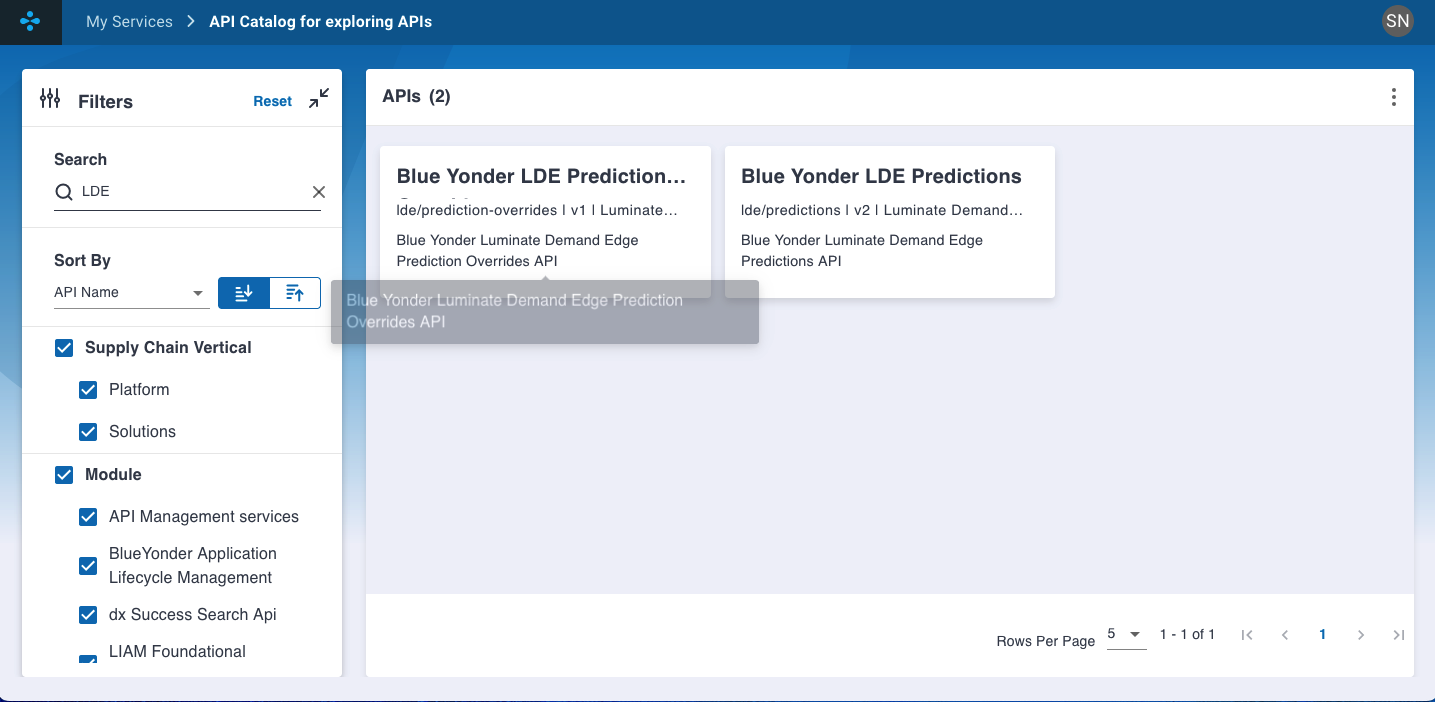 My Services > API Catalog for exploring APIs
SN
Filters
Reset
Search
LDE
Sort By
API Name
Supply Chain Vertical
Platform
Solutions
Module
API Management services
BlueYonder Application
Lifecycle Management
dx Success Search Api
LIAM Foundational
APIs (2)
Blue Yonder LDE Prediction...
lde/prediction-overrides | v1 | Luminate...
Blue Yonder Luminate Demand Edge
Prediction Overrides API
Blue Yonder LDE Predictions
lde/predictions | v2 | Luminate Demand...
Blue Yonder Luminate Demand Edge
Predictions API
Blue Yonder Luminate Demand Edge Prediction
Overrides API
Rows Per Page 5 1 - 1 of 1 1